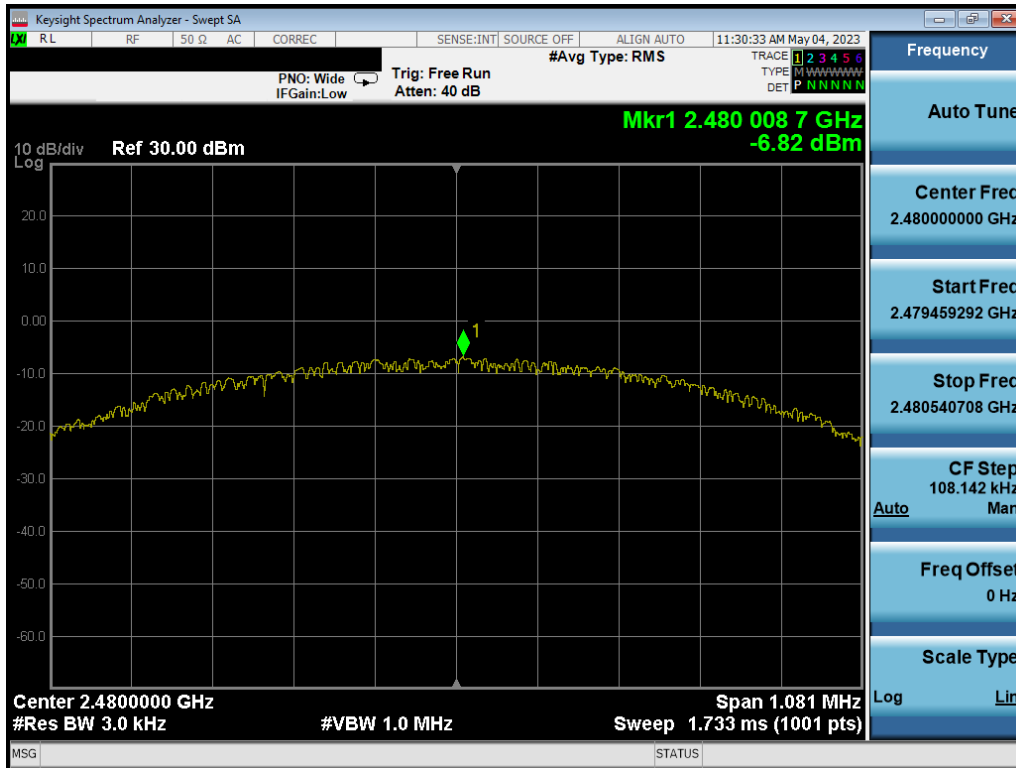 Keysight Spectrum Analyzer - Swept SA
LXI RL RF 50 Ω AC CORREC SENSE:INT SOURCE OFF ALIGN AUTO 11:30:33 AM May 04, 2023
#Avg Type: RMS
TRACE 1 2 3 4 5 6
PNO: Wide
Trig: Free Run
TYPE M W W W W W
IFGain:Low
Atten: 40 dB
DET P N N N N N
Mkr1 2.480 008 7 GHz
-6.82 dBm
10 dB/div Ref 30.00 dBm
Log
20.0
10.0
0.00
-10.0
-20.0
-30.0
-40.0
-50.0
-60.0
1
Center 2.4800000 GHz
Span 1.081 MHz
#Res BW 3.0 kHz
#VBW 1.0 MHz
Sweep 1.733 ms (1001 pts)
MSG
STATUS
Frequency
Auto Tune
Center Freq
2.480000000 GHz
Start Freq
2.479459292 GHz
Stop Freq
2.480540708 GHz
CF Step
108.142 kHz
Auto Man
Freq Offset
0 Hz
Scale Type
Log Lin